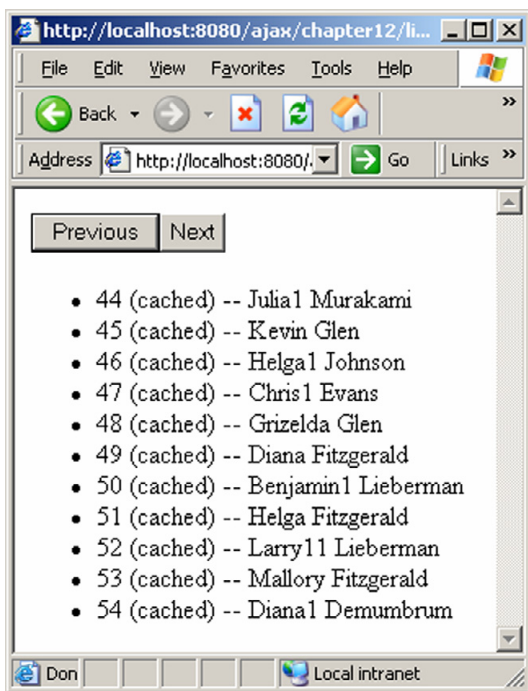 http://localhost:8080/ajax/chapter12/li...
File Edit View Favorites Tools Help
Back »
Address http://localhost:8080/. Go Links »
Previous Next
• 44 (cached) -- Julia1 Murakami
• 45 (cached) -- Kevin Glen
• 46 (cached) -- Helga1 Johnson
• 47 (cached) -- Chris1 Evans
• 48 (cached) -- Grizelda Glen
• 49 (cached) -- Diana Fitzgerald
• 50 (cached) -- Benjamin1 Lieberman
• 51 (cached) -- Helga Fitzgerald
• 52 (cached) -- Larry11 Lieberman
• 53 (cached) -- Mallory Fitzgerald
• 54 (cached) -- Diana1 Demumbrum
Don Local intranet